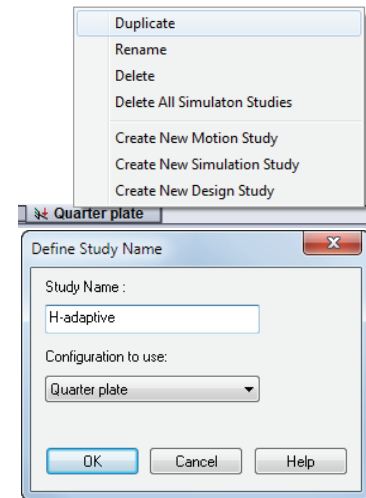 Duplicate
Rename
Delete
Delete All Simulaton Studies
Create New Motion Study
Create New Simulation Study
Create New Design Study
Quarter plate
Define Study Name
Study Name :
H-adaptive
Configuration to use:
Quarter plate
OK
Cancel
Help